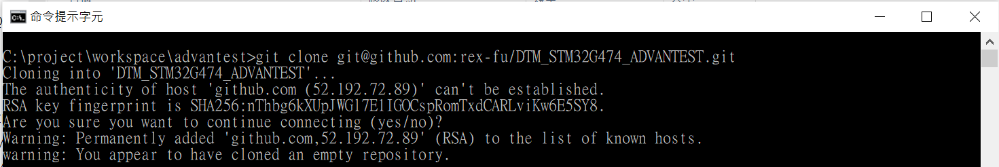 命令提示字元
C:\project\workspace\advantest>git clone git@github.com:rex-fu/DTM_STM32G474_ADVANTEST.git
Cloning into 'DTM_STM32G474_ADVANTEST'...
The authenticity of host 'github.com (52.192.72.89)' can't be established.
RSA key fingerprint is SHA256:nThbg6kXUpJWGl7E1IGOCspRomTxdCARLviKw6E5SY8.
Are you sure you want to continue connecting (yes/no)?
Warning: Permanently added 'github.com,52.192.72.89' (RSA) to the list of known hosts.
warning: You appear to have cloned an empty repository.